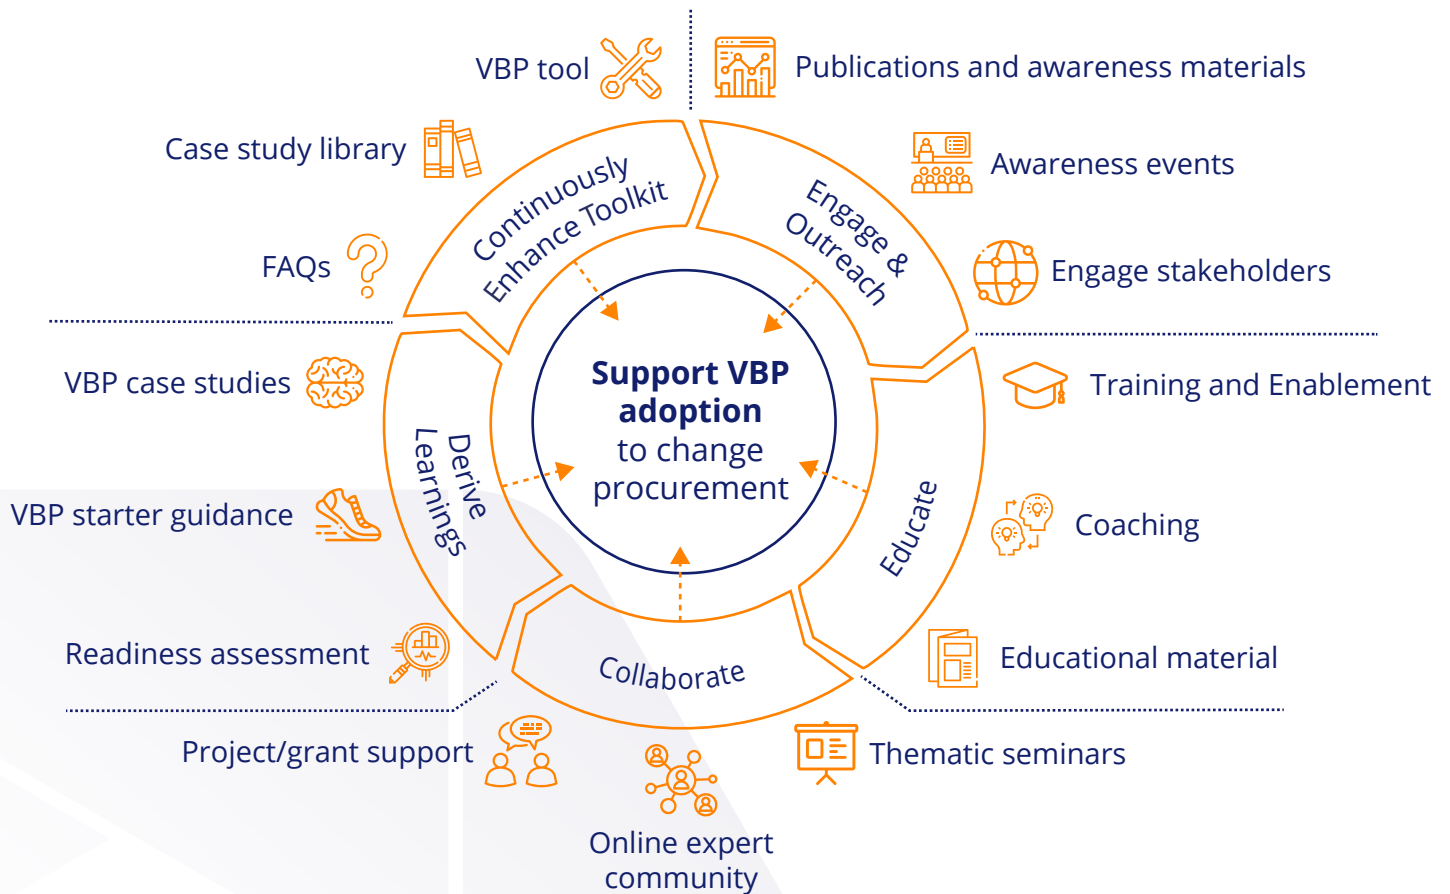 VBP tool
Publications and awareness materials
Case study library
Awareness events
FAQs
Engage stakeholders
Continuously
Enhance Toolkit
Engage &
Outreach
VBP case studies
Training and Enablement
Support VBP
adoption
to change
procurement
Derive
Learnings
Educate
VBP starter guidance
Coaching
Readiness assessment
Educational material
Collaborate
Project/grant support
Thematic seminars
Online expert
community